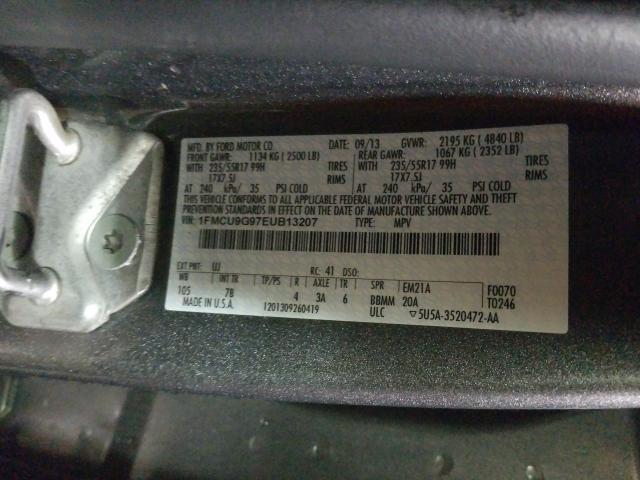 MFD. BY FORD MOTOR CO. DATE: 09/13 GVWR: 2195 KG ( 4840 LB)
FRONT GAWR: 1134 KG ( 2500 LB) REAR GAWR: 1067 KG ( 2352 LB)
WITH 235/55R17 99H TIRES WITH 235/55R17 99H TIRES
17X7.5J RIMS 17X7.5J RIMS
AT 240 kPa/ 35 PSI COLD AT 240 kPa/ 35 PSI COLD
THIS VEHICLE CONFORMS TO ALL APPLICABLE FEDERAL MOTOR VEHICLE SAFETY AND THEFT
PREVENTION STANDARDS IN EFFECT ON THE DATE OF MANUFACTURE SHOWN ABOVE.
VIN: 1FMCU9G97EUB13207 TYPE: MPV
EXT PNT: UJ RC: 41 DSO:
WB INT TR TP/PS R AXLE TR SPR EM21A F0070
105 7B 4 3A 6 BBMM 20A T0246
MADE IN U.S.A. 1201309260419 ULC ▽5U5A-3520472-AA